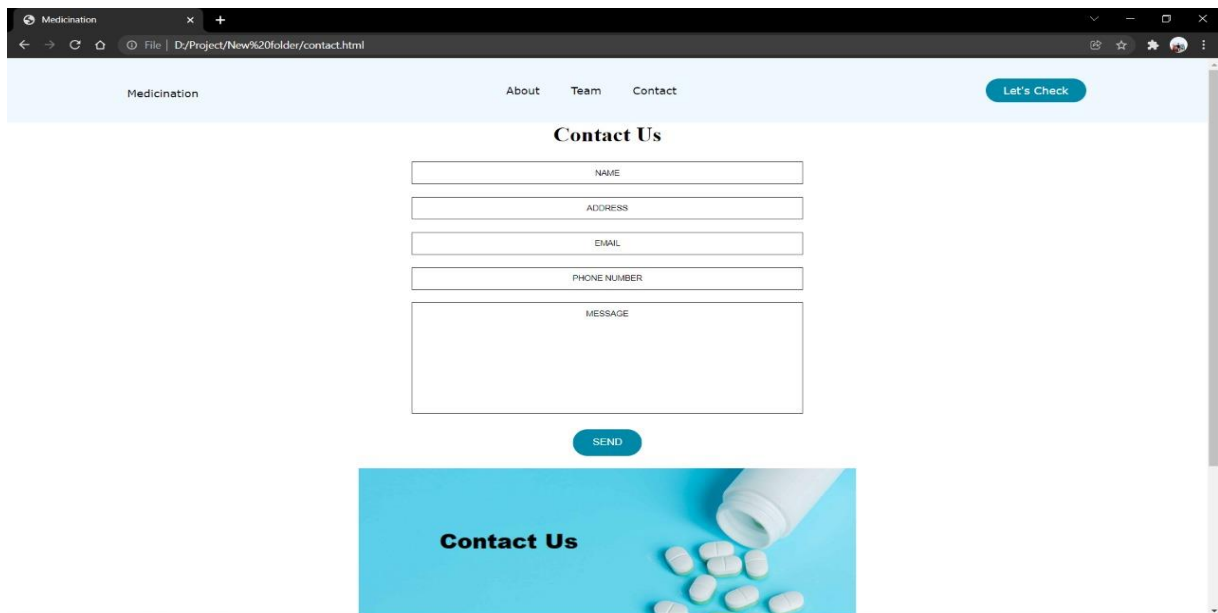 Medicination
File | D:/Project/New%20folder/contact.html
Medicination About Team Contact Let's Check
Contact Us
NAME
ADDRESS
EMAIL
PHONE NUMBER
MESSAGE
SEND
Contact Us